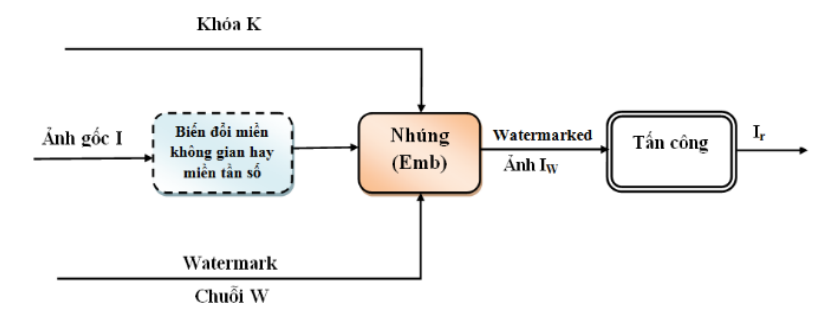 Khóa K
Ảnh gốc I
Biến đổi miền
không gian hay
miền tần số
Nhúng
(Emb)
Watermarked
Ảnh I_W
Tấn công
I_r
Watermark
Chuỗi W